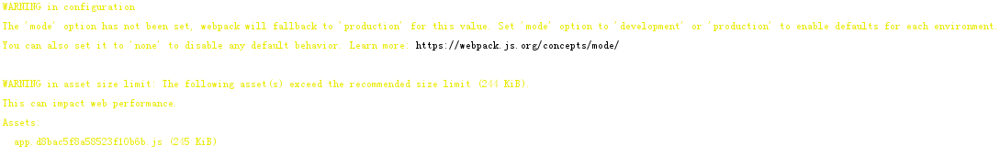 WARNING in configuration
The 'mode' option has not been set, webpack will fallback to 'production' for this value. Set 'mode' option to 'development' or 'production' to enable defaults for each environment.
You can also set it to 'none' to disable any default behavior. Learn more: https://webpack.js.org/concepts/mode/
WARNING in asset size limit: The following asset(s) exceed the recommended size limit (244 KiB).
This can impact web performance.
Assets:
app.d8bac5f8a58523f10b6b.js (245 KiB)